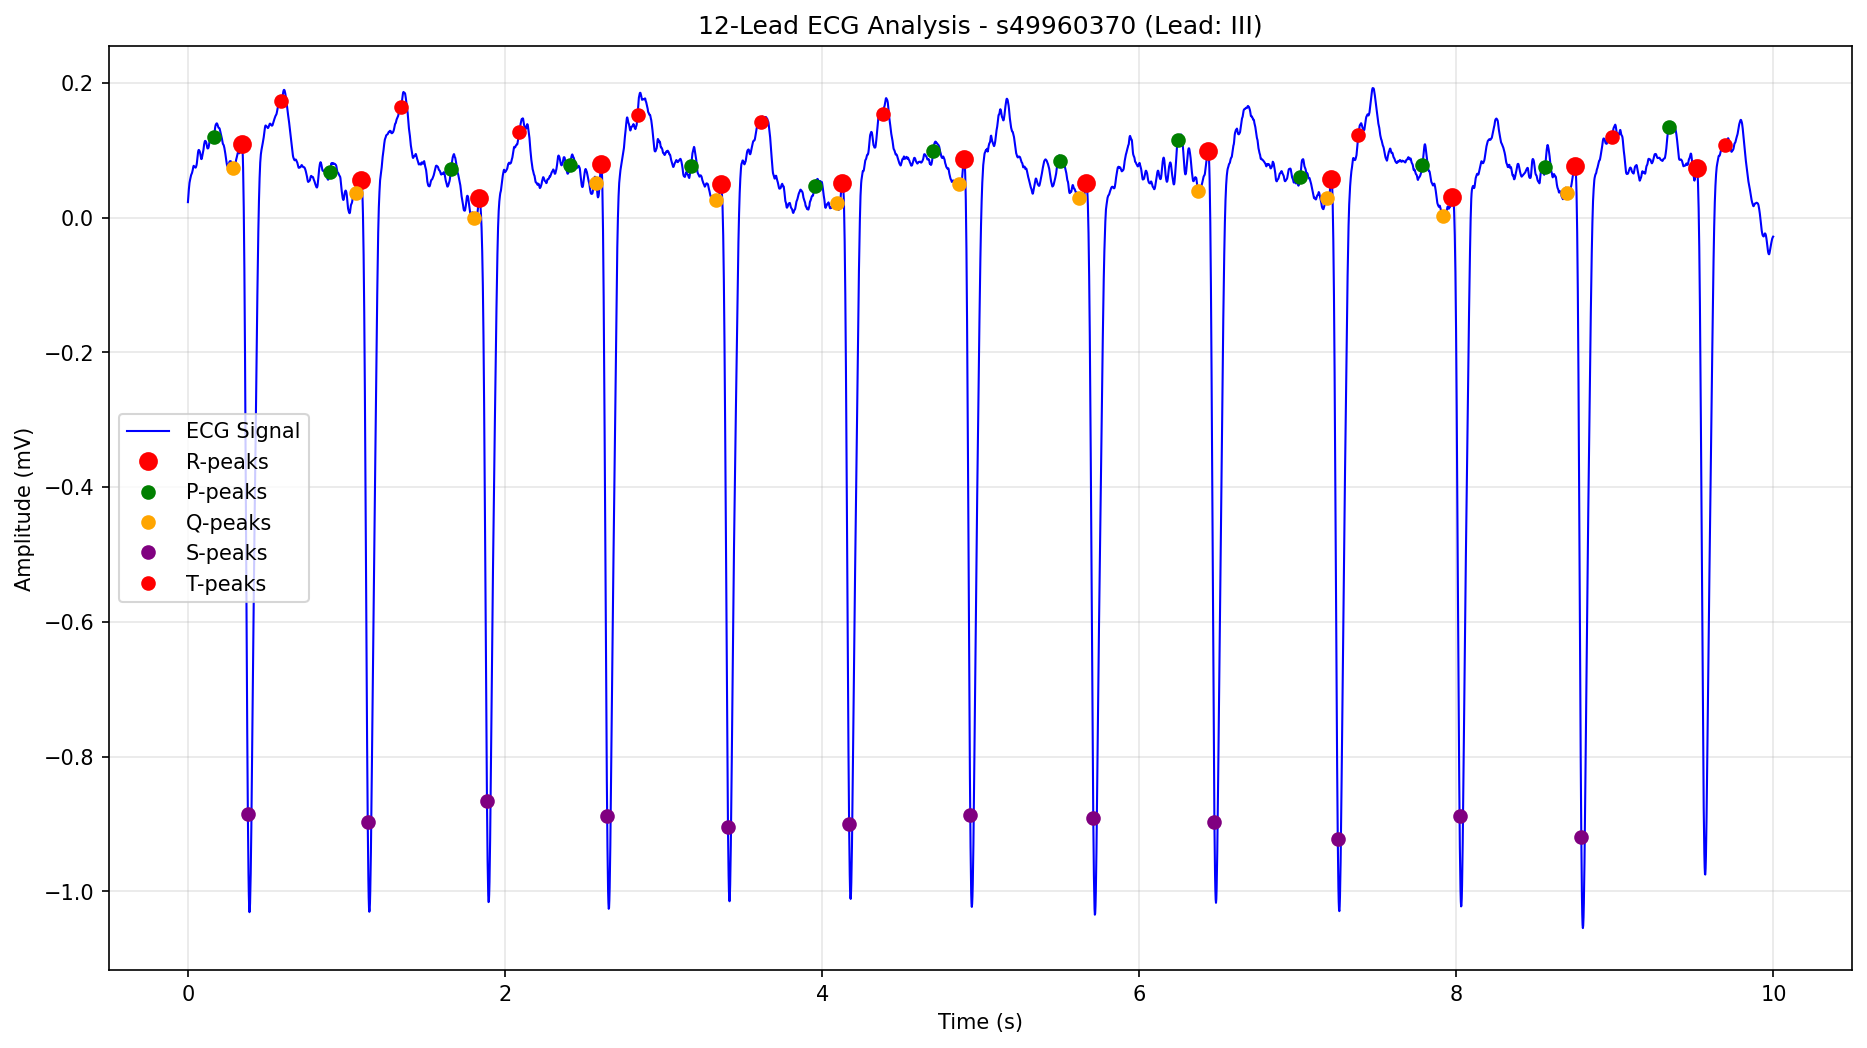 12-Lead ECG Analysis - s49960370 (Lead: III)
Amplitude (mV)
0.2
0.0
−0.2
−0.4
−0.6
−0.8
−1.0
ECG Signal
R-peaks
P-peaks
Q-peaks
S-peaks
T-peaks
0 2 4 6 8 10
Time (s)